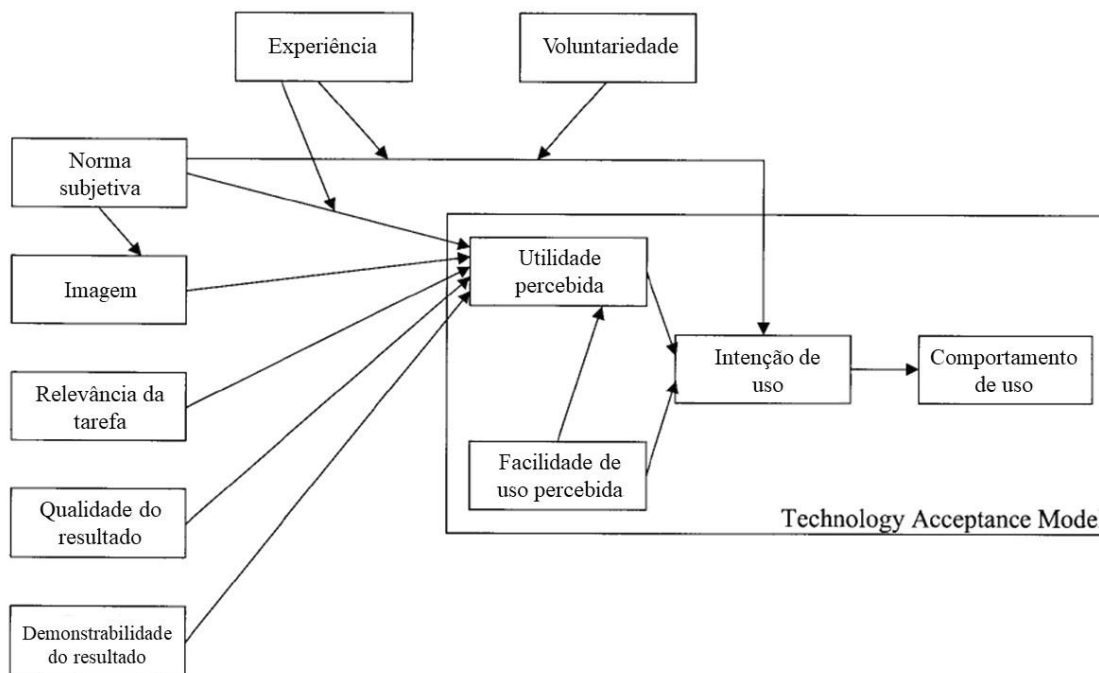 Experiência
Voluntariedade
Norma
subjetiva
Imagem
Utilidade
percebida
Intenção de
uso
Comportamento
de uso
Relevância da
tarefa
Facilidade de
uso percebida
Qualidade do
resultado
Technology Acceptance Model
Demonstrabilidade
do resultado